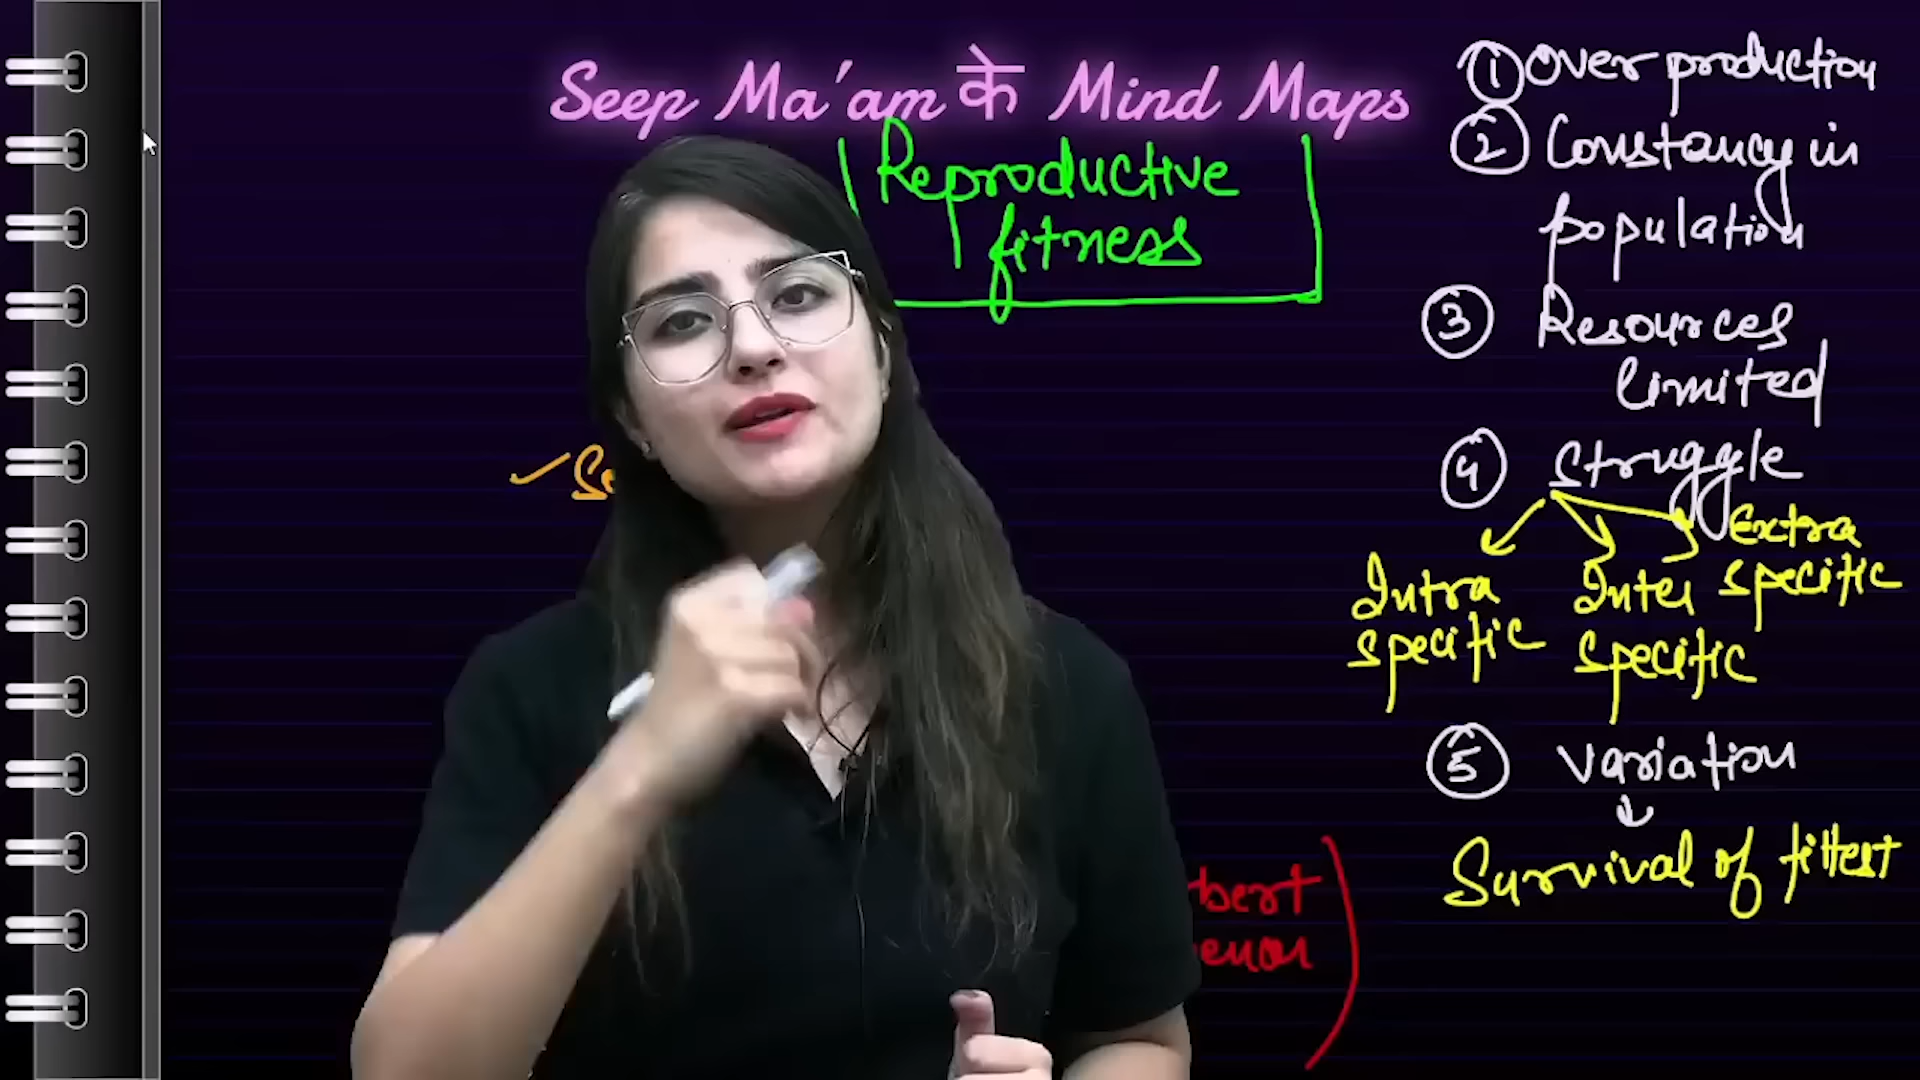 Seep Ma'am के Mind Maps
Reproductive
fitness
① Over production
② Constancy in
population
③ Resources
limited
④ Struggle
Intra
specific
Inter
specific
Extra
specific
⑤ Variation
Survival of fittest